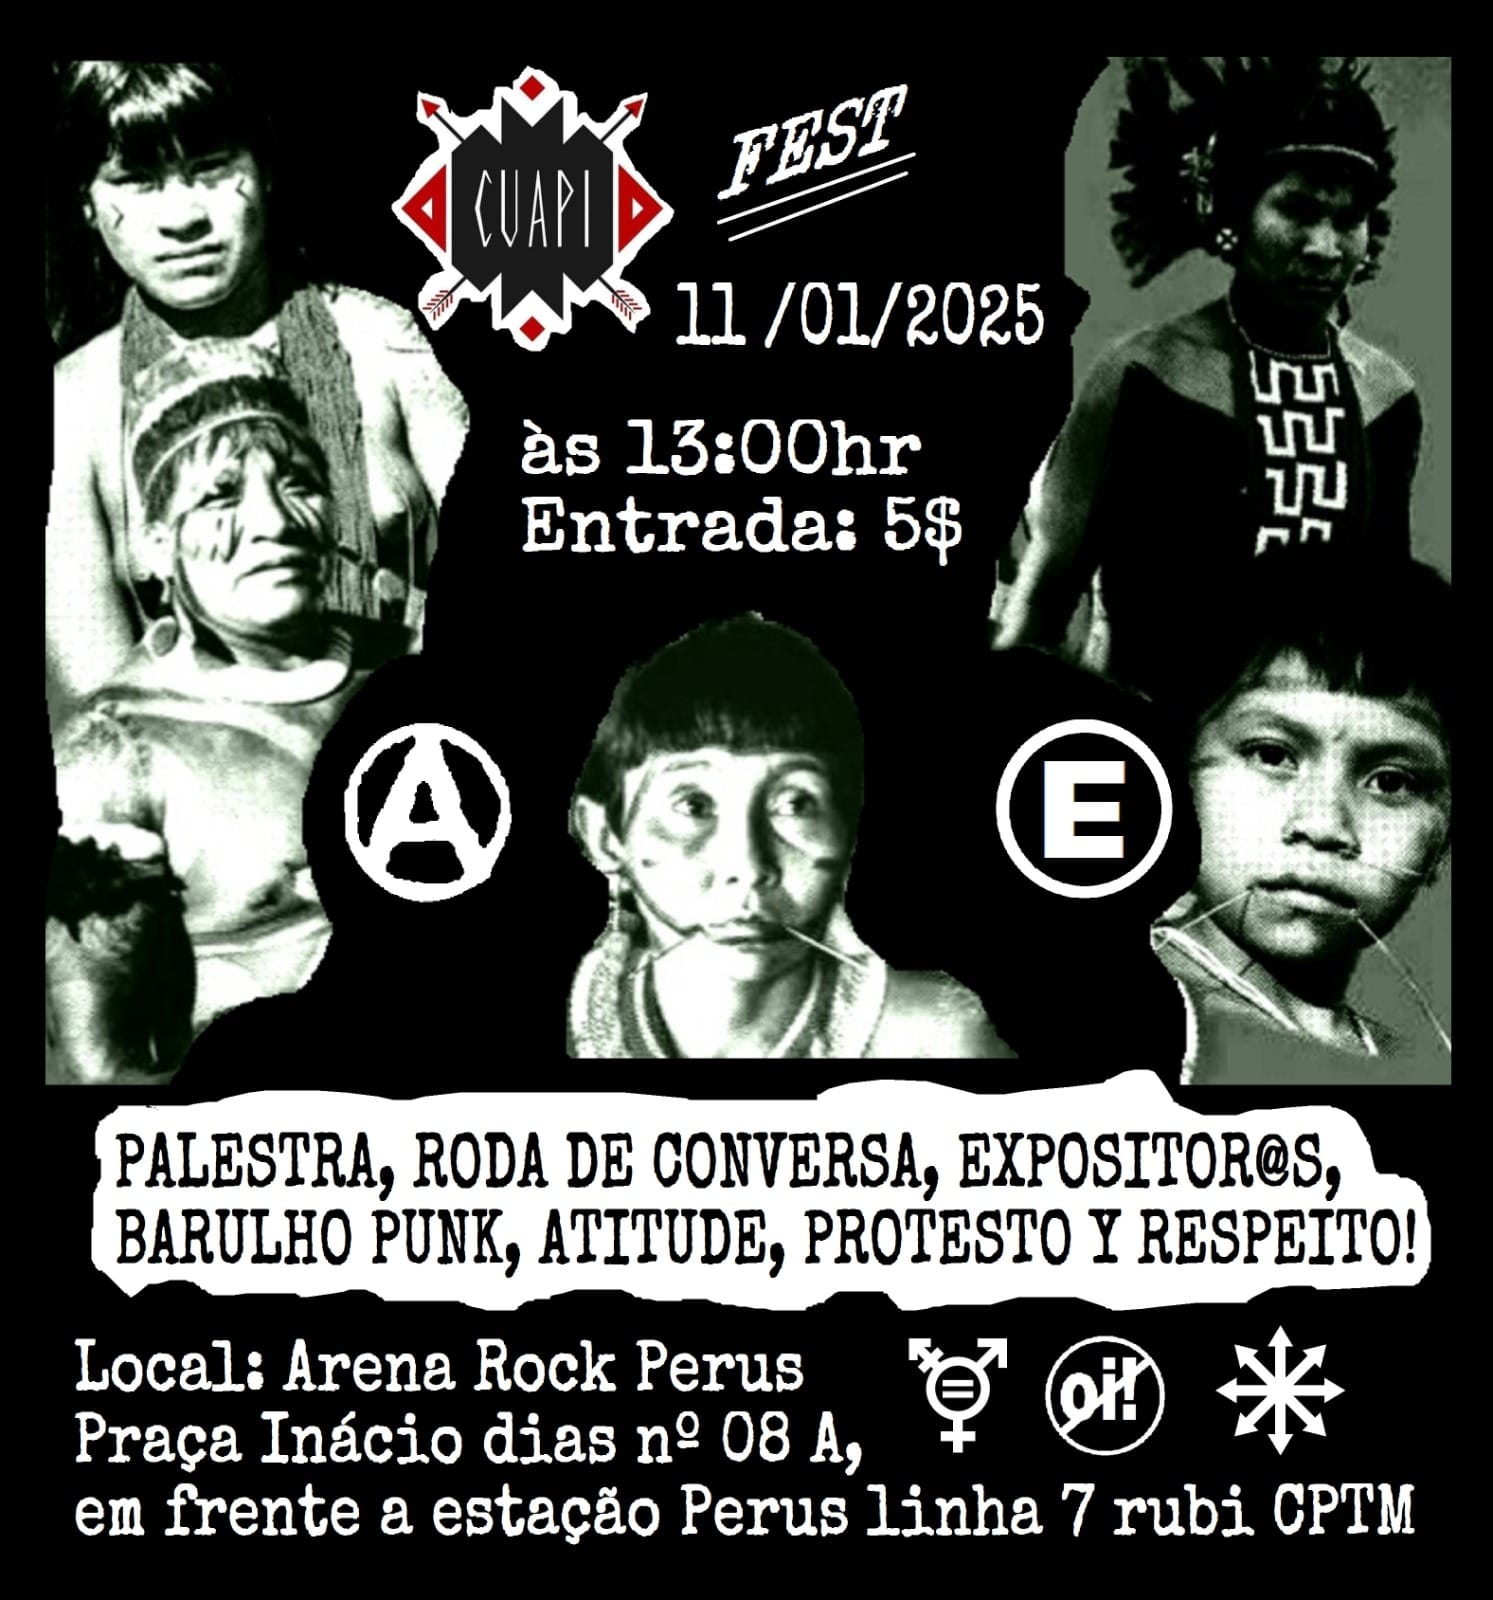 CUAPI
FEST
11 /01/2025
às 13:00hr
Entrada: 5$
A
E
PALESTRA, RODA DE CONVERSA, EXPOSITOR@S,
BARULHO PUNK, ATITUDE, PROTESTO Y RESPEITO!
Local: Arena Rock Perus
Praça Inácio dias nº 08 A,
em frente a estação Perus linha 7 rubi CPTM
oi!